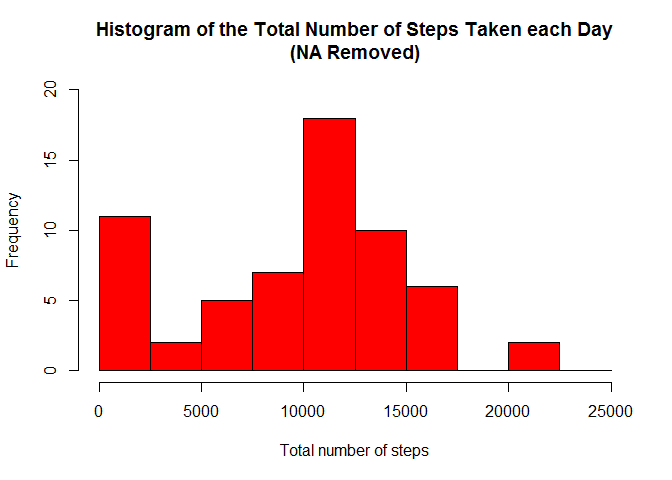 Histogram of the Total Number of Steps Taken each Day
(NA Removed)
20
15
10
5
0
Frequency
0 5000 10000 15000 20000 25000
Total number of steps